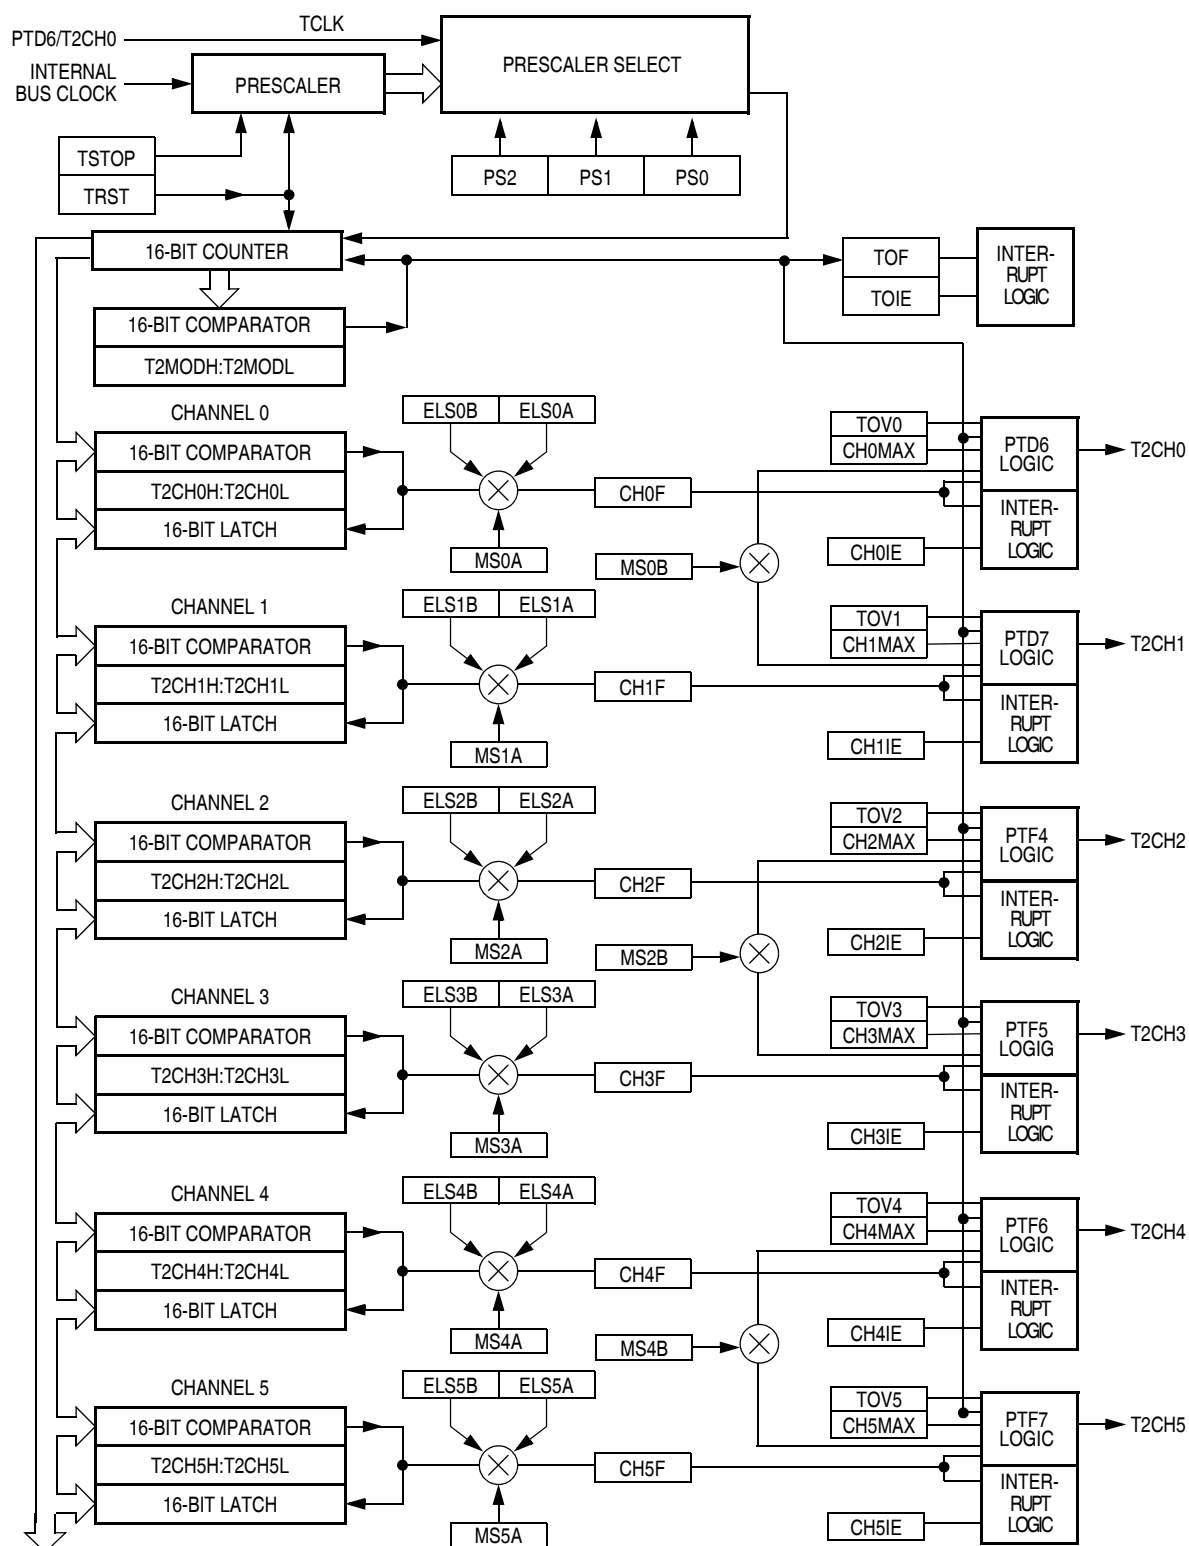 TCLK
PTD6/T2CH0
INTERNAL
BUS CLOCK
PRESCALER
PRESCALER SELECT
TSTOP
TRST
PS2 PS1 PS0
16-BIT COUNTER
TOF
TOIE
INTER-
RUPT
LOGIC
16-BIT COMPARATOR
T2MODH:T2MODL
CHANNEL 0
16-BIT COMPARATOR
T2CH0H:T2CH0L
16-BIT LATCH
ELS0B ELS0A
MS0A
CH0F
MS0B
TOV0
CH0MAX
CH0IE
PTD6
LOGIC
INTER-
RUPT
LOGIC
T2CH0
CHANNEL 1
16-BIT COMPARATOR
T2CH1H:T2CH1L
16-BIT LATCH
ELS1B ELS1A
MS1A
CH1F
TOV1
CH1MAX
CH1IE
PTD7
LOGIC
INTER-
RUPT
LOGIC
T2CH1
CHANNEL 2
16-BIT COMPARATOR
T2CH2H:T2CH2L
16-BIT LATCH
ELS2B ELS2A
MS2A
CH2F
MS2B
TOV2
CH2MAX
CH2IE
PTF4
LOGIC
INTER-
RUPT
LOGIC
T2CH2
CHANNEL 3
16-BIT COMPARATOR
T2CH3H:T2CH3L
16-BIT LATCH
ELS3B ELS3A
MS3A
CH3F
TOV3
CH3MAX
CH3IE
PTF5
LOGIG
INTER-
RUPT
LOGIC
T2CH3
CHANNEL 4
16-BIT COMPARATOR
T2CH4H:T2CH4L
16-BIT LATCH
ELS4B ELS4A
MS4A
CH4F
MS4B
TOV4
CH4MAX
CH4IE
PTF6
LOGIC
INTER-
RUPT
LOGIC
T2CH4
CHANNEL 5
16-BIT COMPARATOR
T2CH5H:T2CH5L
16-BIT LATCH
ELS5B ELS5A
MS5A
CH5F
TOV5
CH5MAX
CH5IE
PTF7
LOGIC
INTER-
RUPT
LOGIC
T2CH5